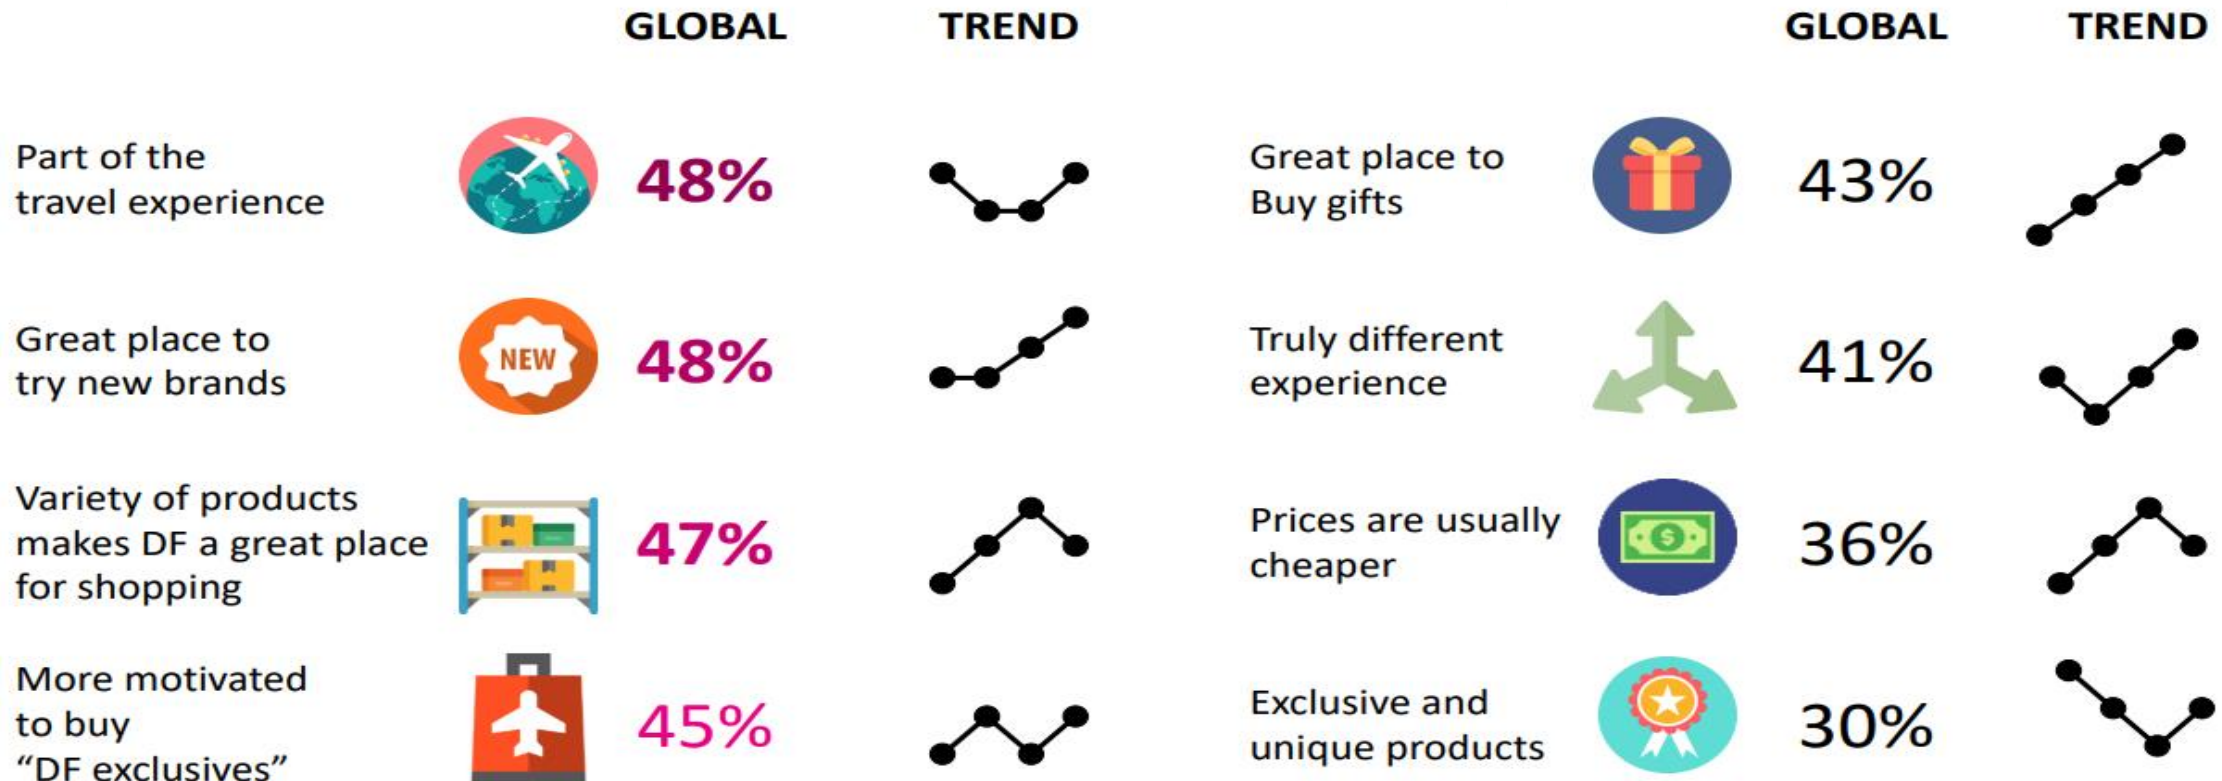 GLOBAL TREND
Part of the
travel experience
48%
Great place to
try new brands
NEW
48%
Variety of products
makes DF a great place
for shopping
47%
More motivated
to buy
“DF exclusives”
45%
GLOBAL TREND
Great place to
Buy gifts
43%
Truly different
experience
41%
Prices are usually
cheaper
$
36%
Exclusive and
unique products
30%